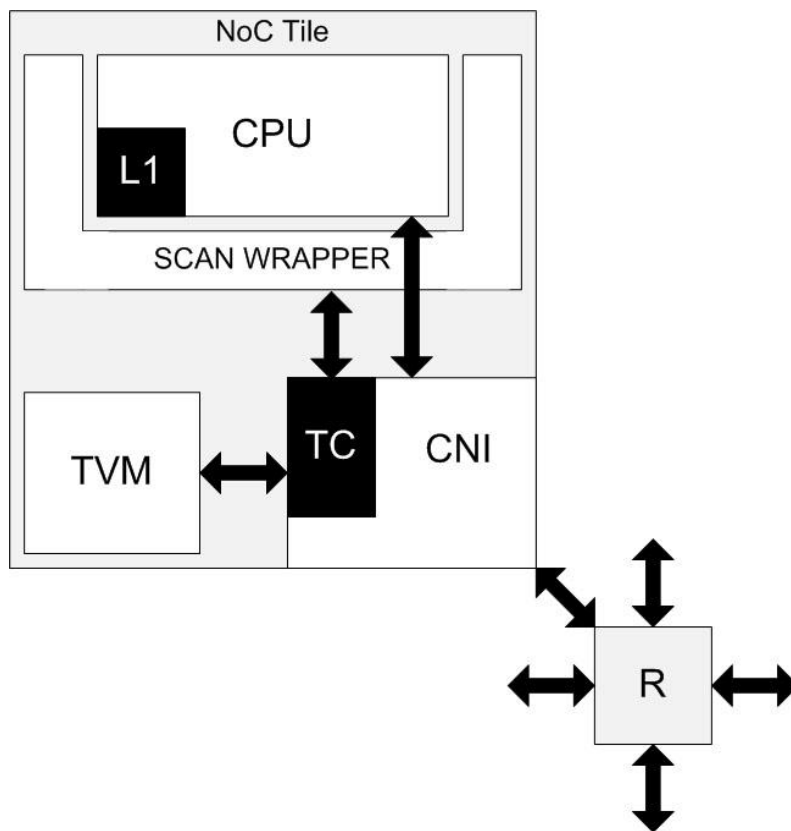 NoC Tile
CPU
L1
SCAN WRAPPER
TVM
TC
CNI
R